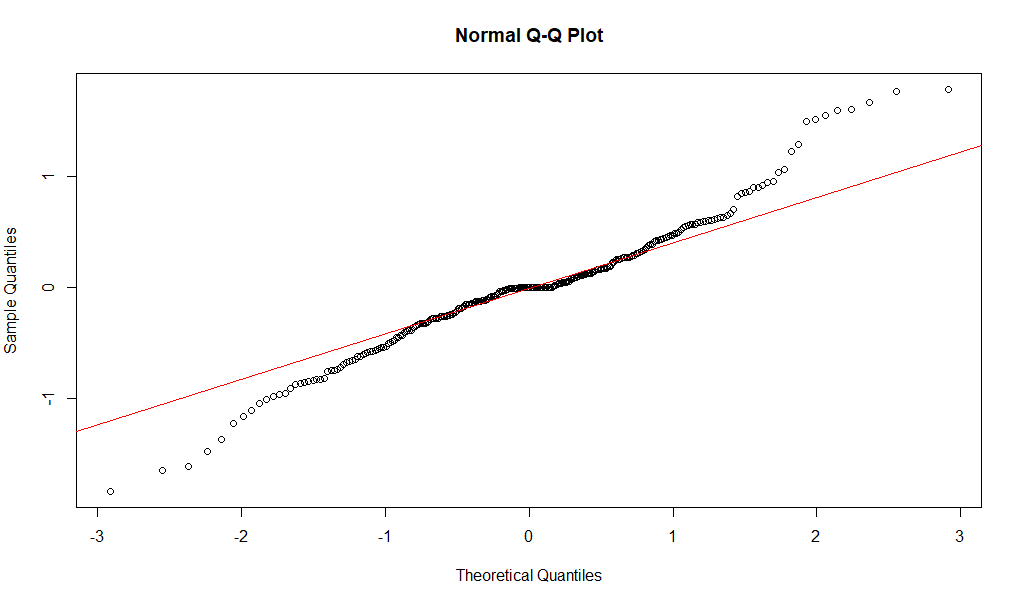 Normal Q-Q Plot
Sample Quantiles
1
0
-1
-3 -2 -1 0 1 2 3
Theoretical Quantiles